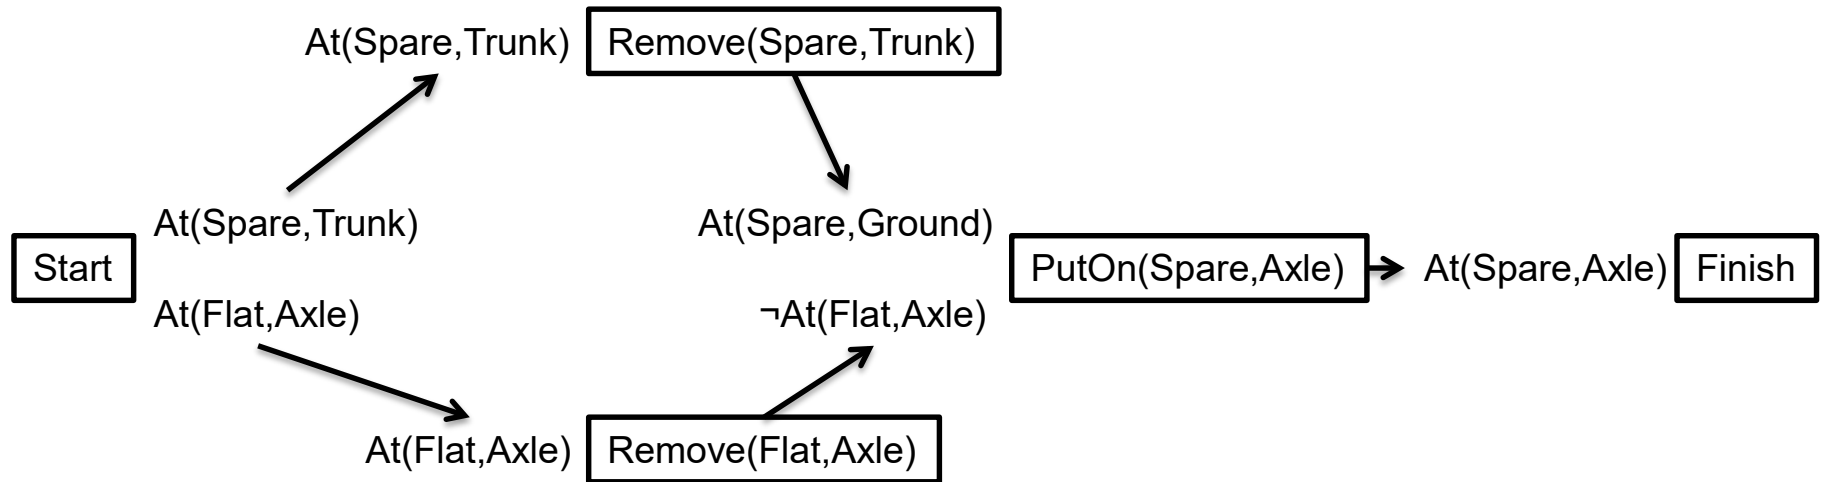 At(Spare,Trunk) Remove(Spare,Trunk)
At(Spare,Trunk) At(Spare,Ground)
Start PutOn(Spare,Axle) At(Spare,Axle) Finish
At(Flat,Axle) ¬At(Flat,Axle)
At(Flat,Axle) Remove(Flat,Axle)